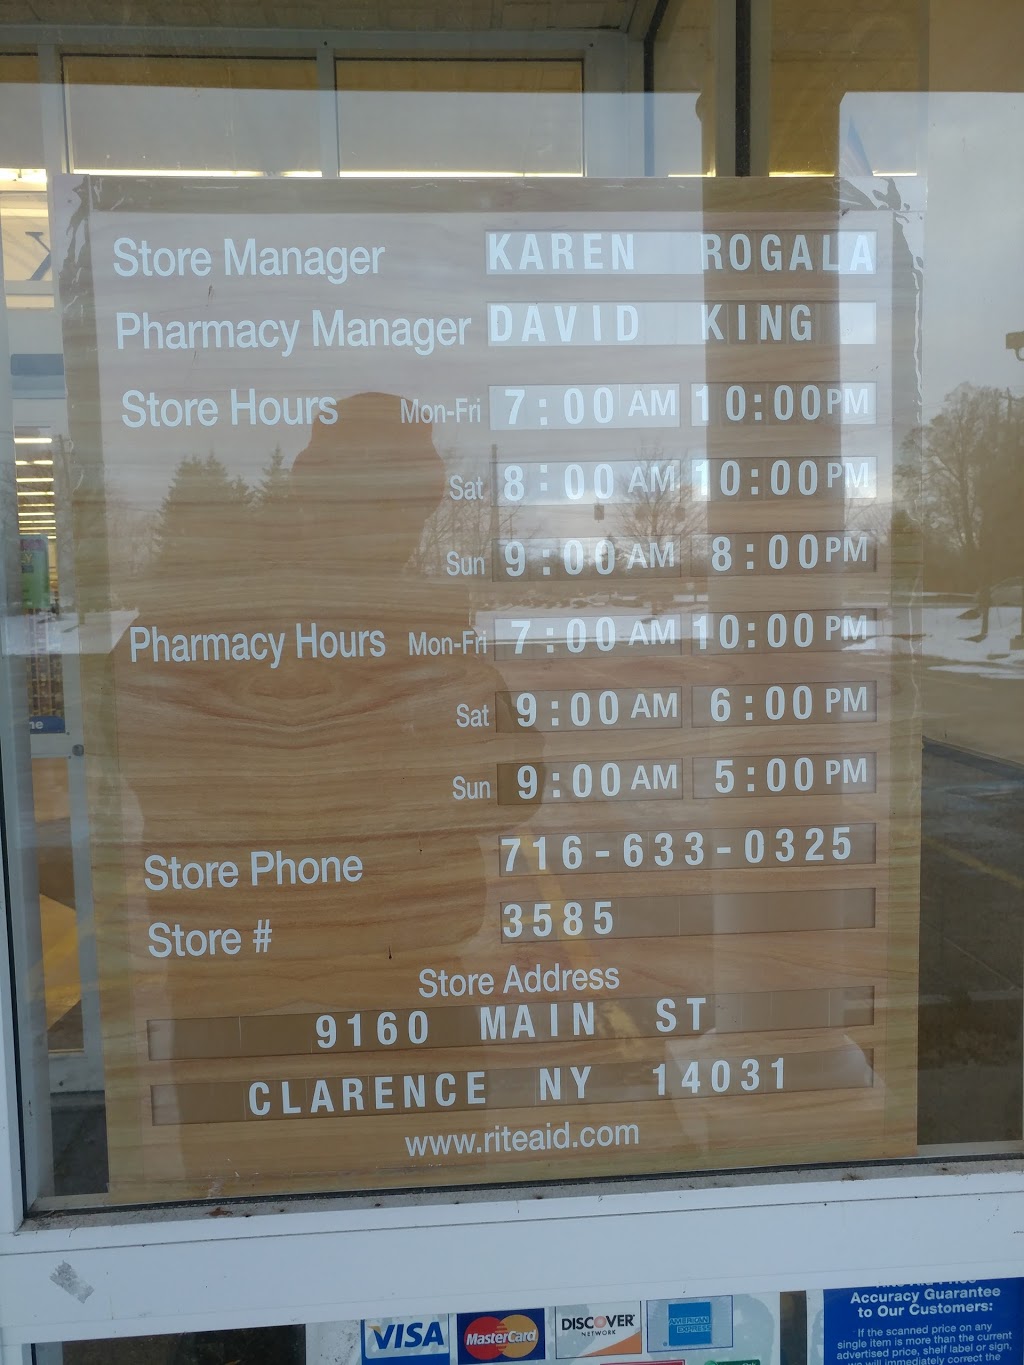 Store Manager KAREN ROGALA
Pharmacy Manager DAVID KING
Store Hours Mon-Fri 7:00 AM 10:00 PM
Sat 8:00 AM 10:00 PM
Sun 9:00 AM 8:00 PM
Pharmacy Hours Mon-Fri 7:00 AM 10:00 PM
Sat 9:00 AM 6:00 PM
Sun 9:00 AM 5:00 PM
Store Phone 716-633-0325
Store # 3585
Store Address
9160 MAIN ST
CLARENCE NY 14031
www.riteaid.com
VISA MasterCard DISCOVER NETWORK AMERICAN EXPRESS
Accuracy Guarantee
to Our Customers:
If the scanned price on any
single item is more than the current
advertised price, shelf label or sign,
we will immediately correct the